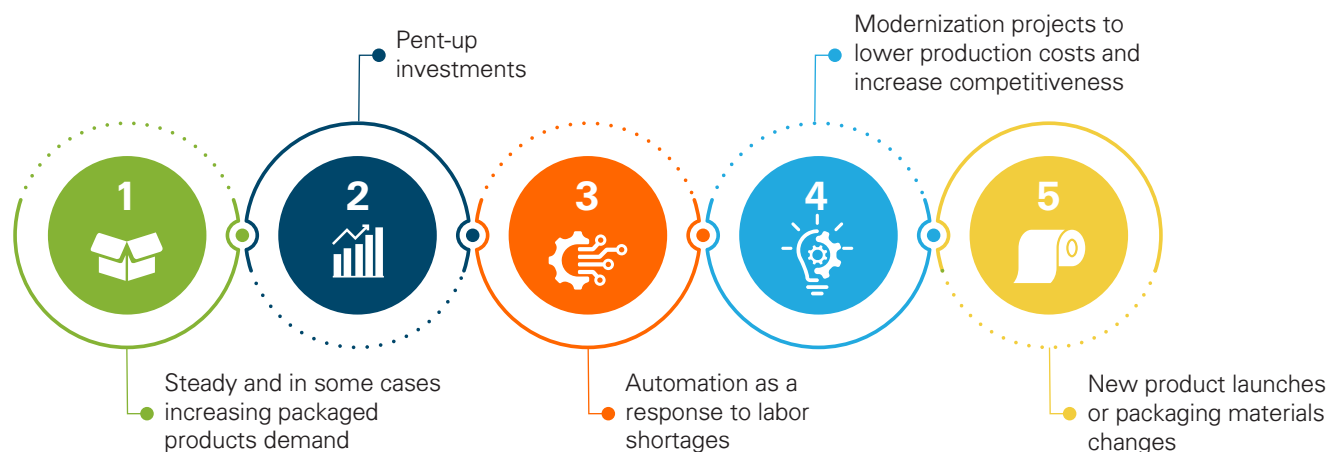 1
Steady and in some cases
increasing packaged
products demand
2
Pent-up
investments
3
Automation as a
response to labor
shortages
4
Modernization projects to
lower production costs and
increase competitiveness
5
New product launches
or packaging materials
changes